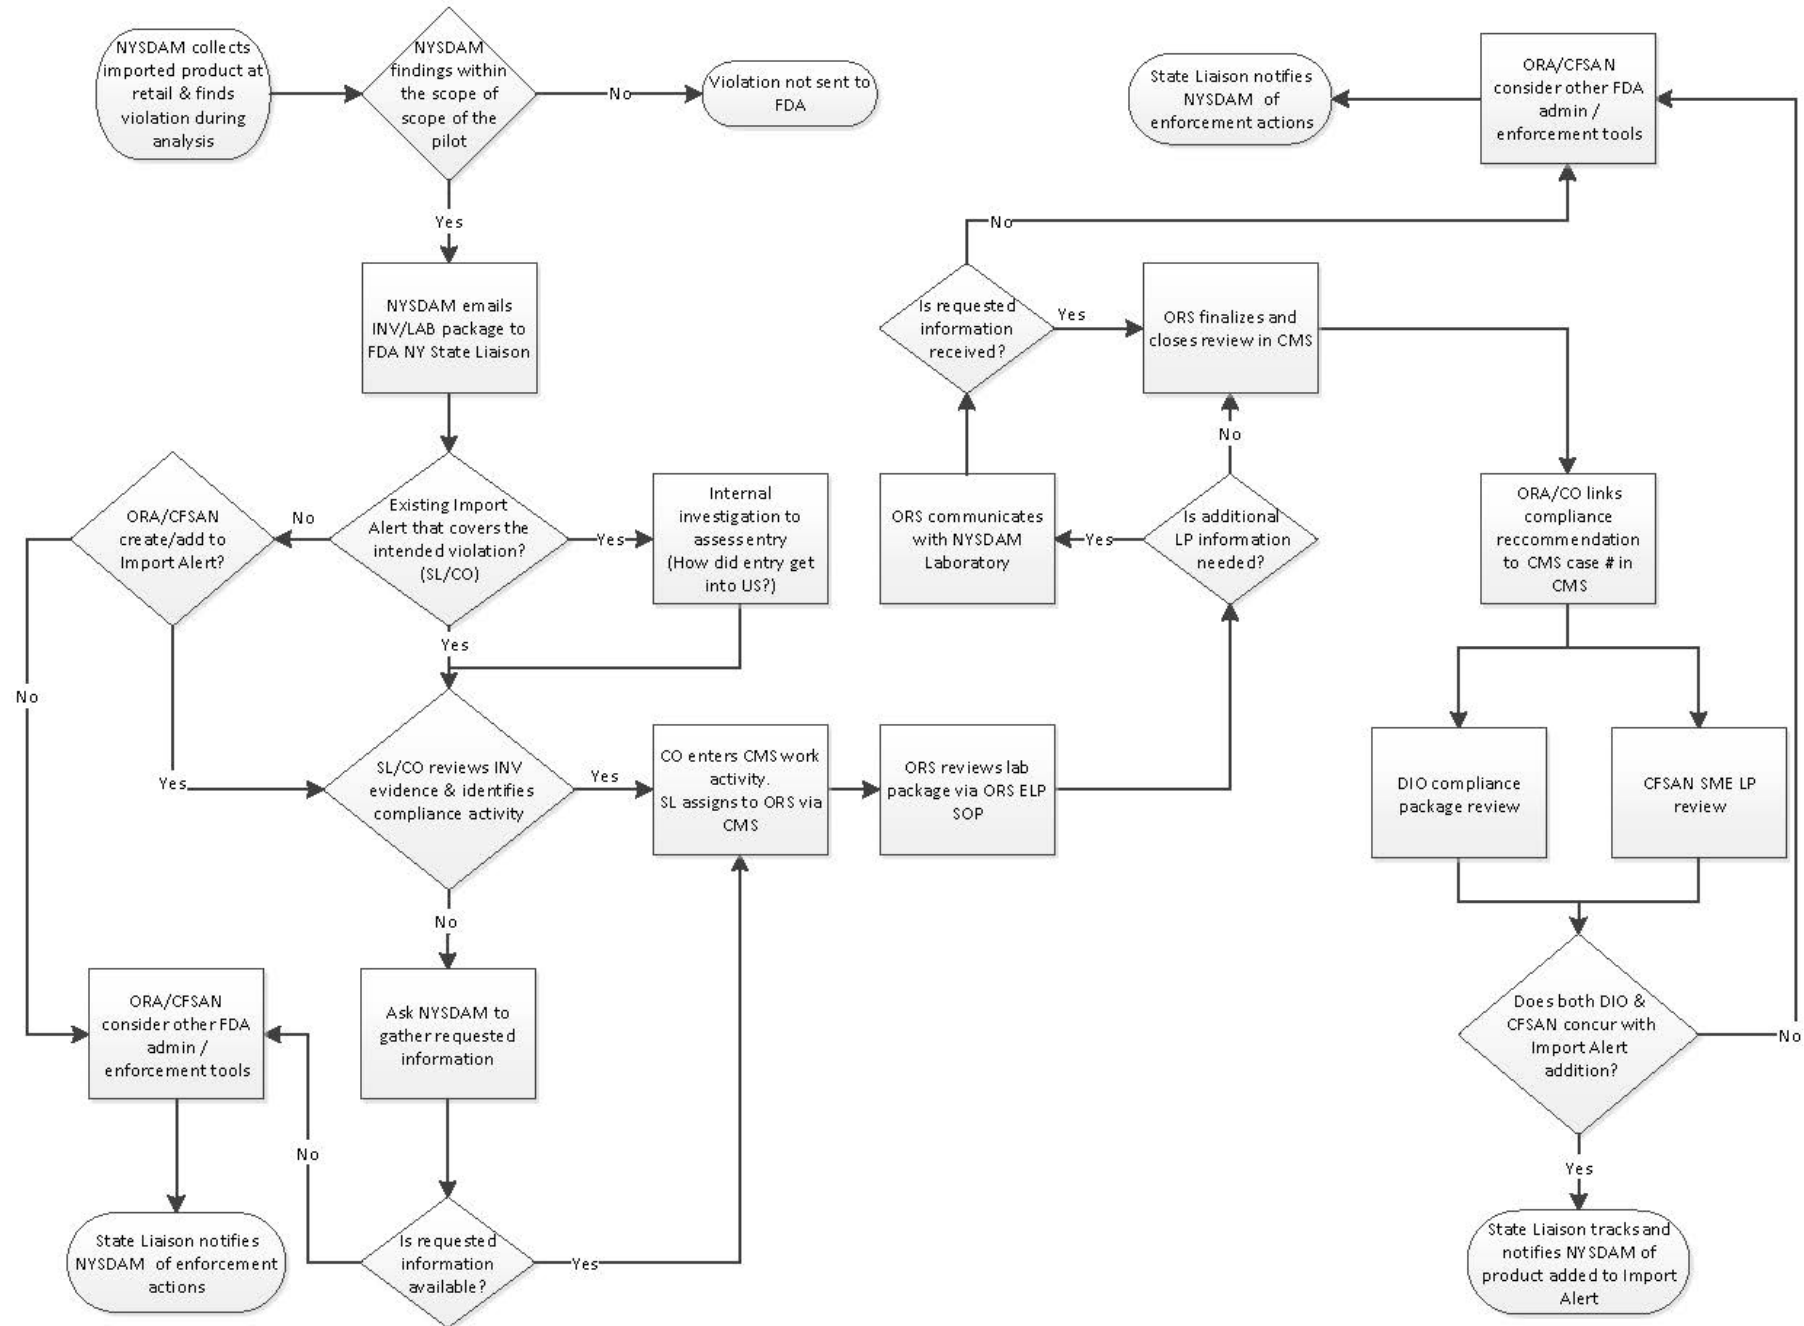 NYSDAM collects
imported product at
retail & finds
violation during
analysis
NYSDAM
findings within
the scope of
scope of the
pilot
No
Violation not sent to
FDA
Yes
NYSDAM emails
INV/LAB package to
FDA NY State Liaison
Existing Import
Alert that covers the
intended violation?
(SL/CO)
No
ORA/CFSAN
create/add to
Import Alert?
Yes
Internal
investigation to
assess entry
(How did entry get
into US?)
Yes
No
Yes
SL/CO reviews INV
evidence & identifies
compliance activity
Yes
CO enters CMS work
activity.
SL assigns to ORS via
CMS
ORS reviews lab
package via ORS ELP
SOP
No
Ask NYSDAM to
gather requested
information
ORA/CFSAN
consider other FDA
admin /
enforcement tools
No
State Liaison notifies
NYSDAM of enforcement
actions
Is requested
information
available?
Yes
State Liaison notifies
NYSDAM of
enforcement actions
ORA/CFSAN
consider other FDA
admin /
enforcement tools
No
Is requested
information
received?
Yes
ORS finalizes and
closes review in CMS
No
ORS communicates
with NYSDAM
Laboratory
Yes
Is additional
LP information
needed?
ORA/CO links
compliance
reccommendation
to CMS case # in
CMS
DIO compliance
package review
CFSAN SME LP
review
Does both DIO &
CFSAN concur with
Import Alert
addition?
No
Yes
State Liaison tracks and
notifies NYSDAM of
product added to Import
Alert